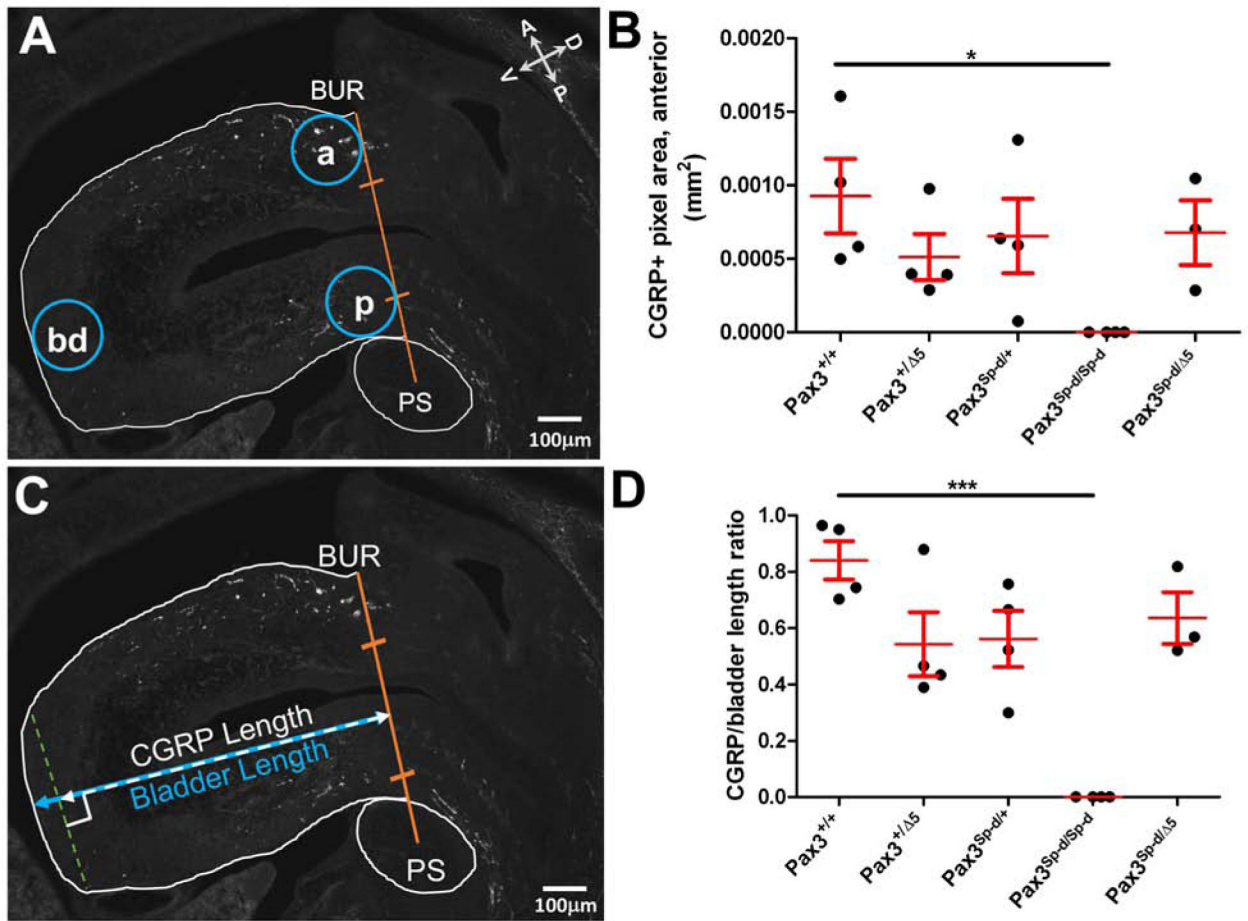 A
A
D
V
P
BUR
a
p
bd
PS
100µm
B
CGRP+ pixel area, anterior
(mm²)
0.0020
0.0015
0.0010
0.0005
0.0000
*
Pax3+/+
Pax3+/Δ5
Pax3Sp-d/+
Pax3Sp-d/Sp-d
Pax3Sp-d/Δ5
C
BUR
CGRP Length
Bladder Length
PS
100µm
D
CGRP/bladder length ratio
1.0
0.8
0.6
0.4
0.2
0.0
***
Pax3+/+
Pax3+/Δ5
Pax3Sp-d/+
Pax3Sp-d/Sp-d
Pax3Sp-d/Δ5